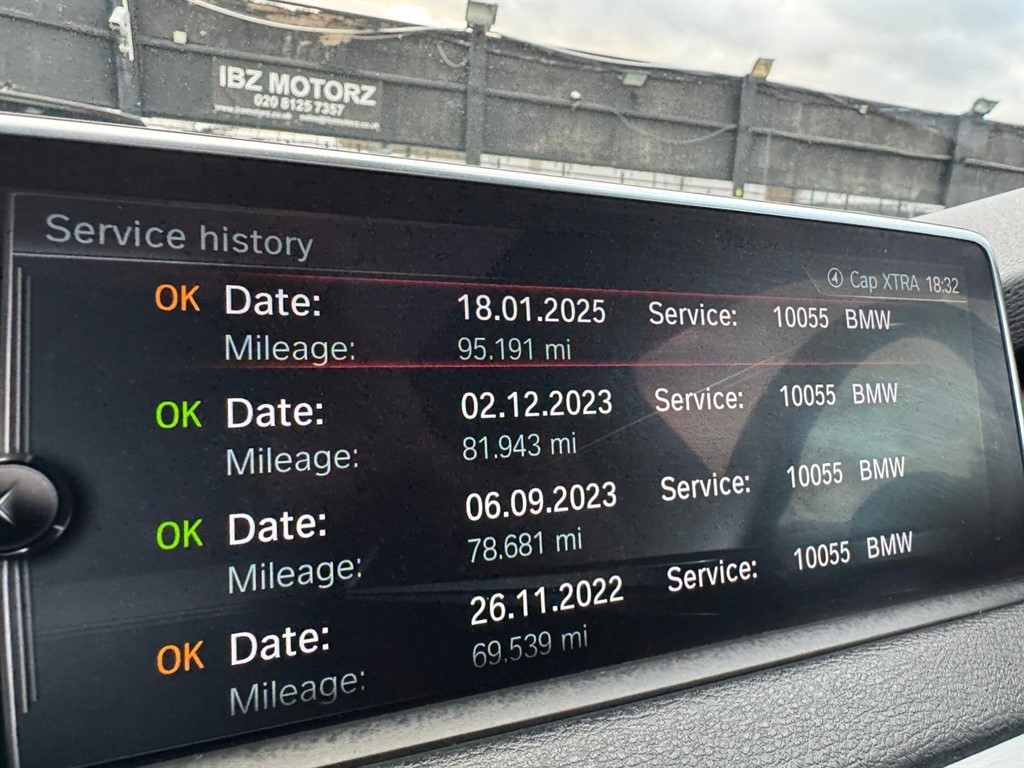 IBZ MOTORZ
020 8125 7357
Service history
Cap XTRA 18:32
OK Date: 18.01.2025 Service: 10055 BMW
Mileage: 95.191 mi
OK Date: 02.12.2023 Service: 10055 BMW
Mileage: 81.943 mi
OK Date: 06.09.2023 Service: 10055 BMW
Mileage: 78.681 mi
OK Date: 26.11.2022 Service: 10055 BMW
Mileage: 69.539 mi